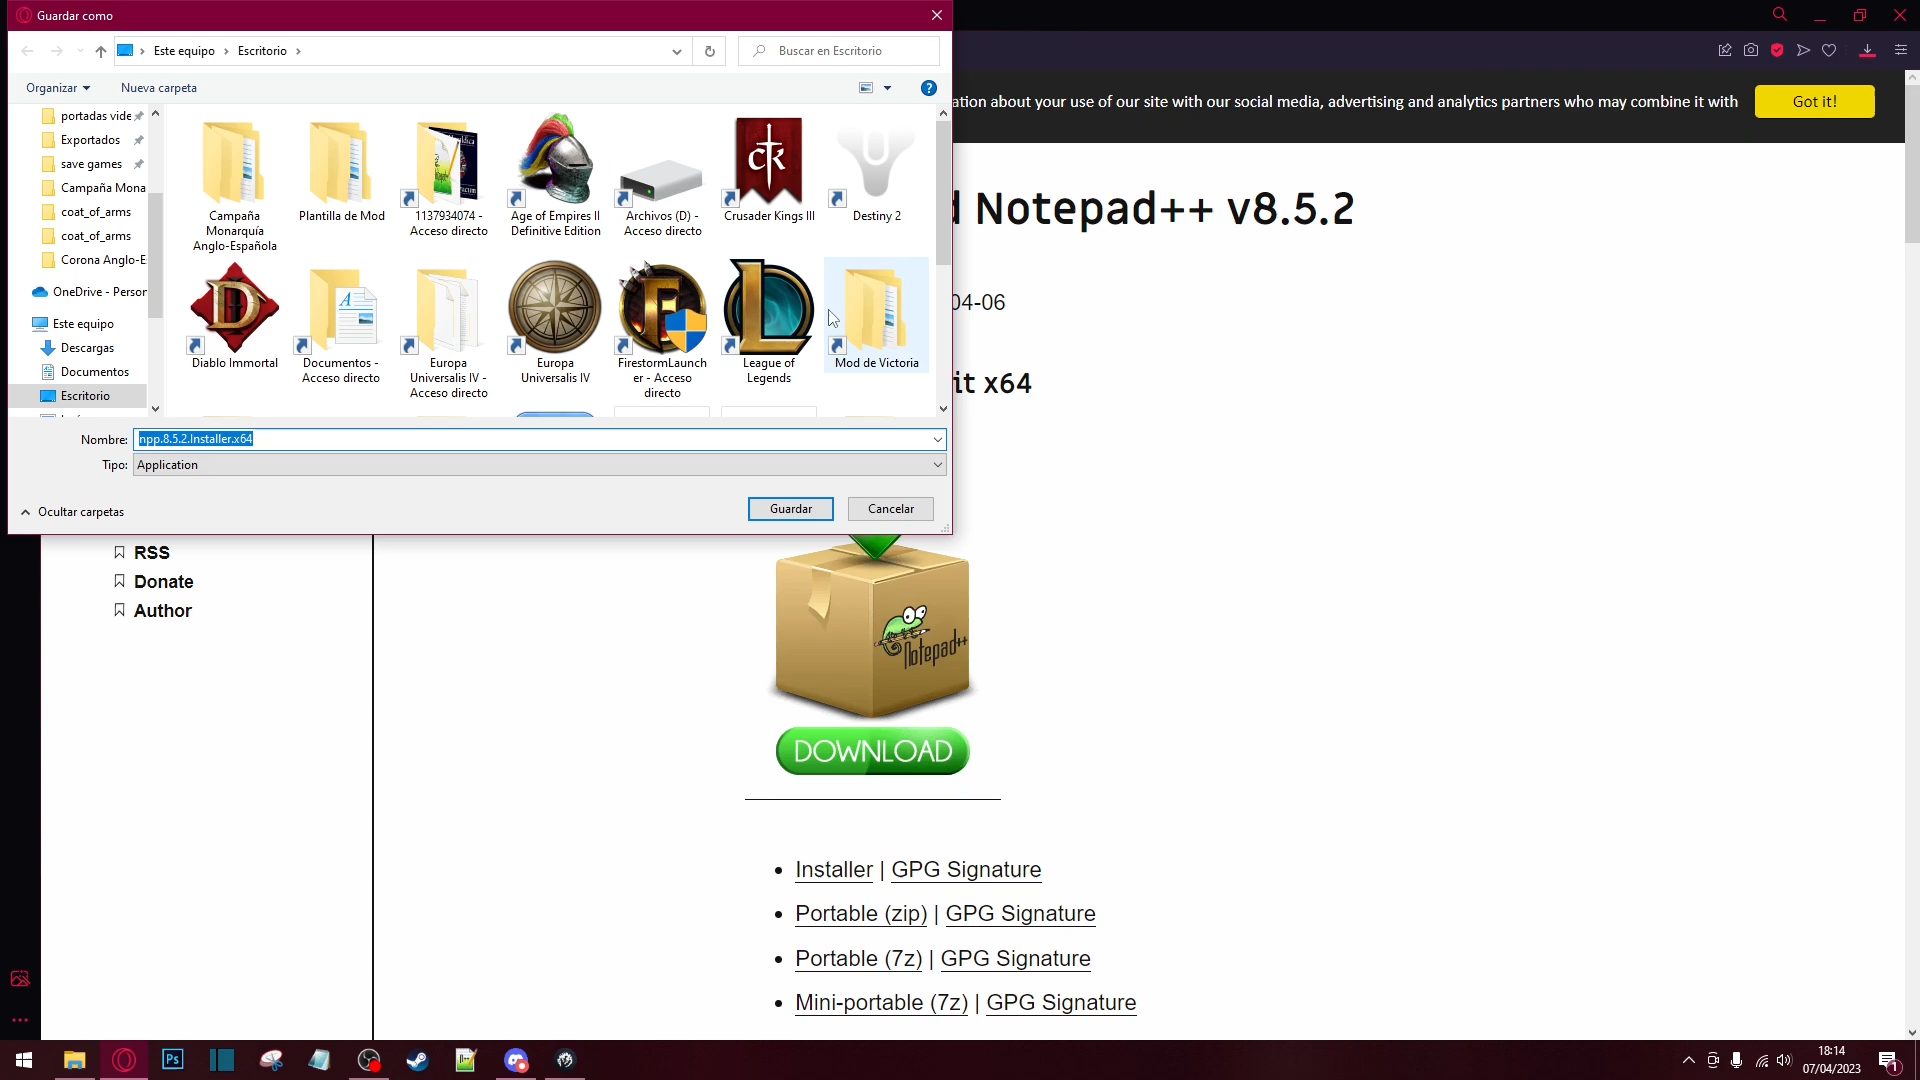 Guardar como
Este equipo
Escritorio
Buscar en Escritorio
Organizar
Nueva carpeta
portadas vide
Exportados
save games
Campaña Mona
coat_of_arms
coat_of_arms
Corona Anglo-E
OneDrive - Person
Este equipo
Descargas
Documentos
Escritorio
Campaña
Monarquía
Anglo-Española
Plantilla de Mod
1137934074 -
Acceso directo
Age of Empires II
Definitive Edition
Archivos (D) -
Acceso directo
Crusader Kings III
Destiny 2
Diablo Immortal
Documentos -
Acceso directo
Europa
Universalis IV -
Acceso directo
Europa
Universalis IV
FirestormLaunch
er - Acceso
directo
League of
Legends
Mod de Victoria
Nombre:
npp.8.5.2.Installer.x64
Tipo:
Application
Ocultar carpetas
Guardar
Cancelar
ation about your use of our site with our social media, advertising and analytics partners who may combine it with
Got it!
d Notepad++ v8.5.2
04-06
it x64
RSS
Donate
Author
Notepad++
DOWNLOAD
Installer | GPG Signature
Portable (zip) | GPG Signature
Portable (7z) | GPG Signature
Mini-portable (7z) | GPG Signature
Ps
18:14
07/04/2023
1